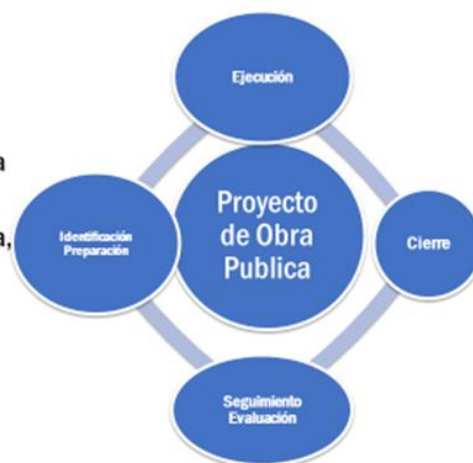 Ejecución
a
a,
Identificación
Preparación
Proyecto
de Obra
Publica
Cierre
Seguimiento
Evaluación